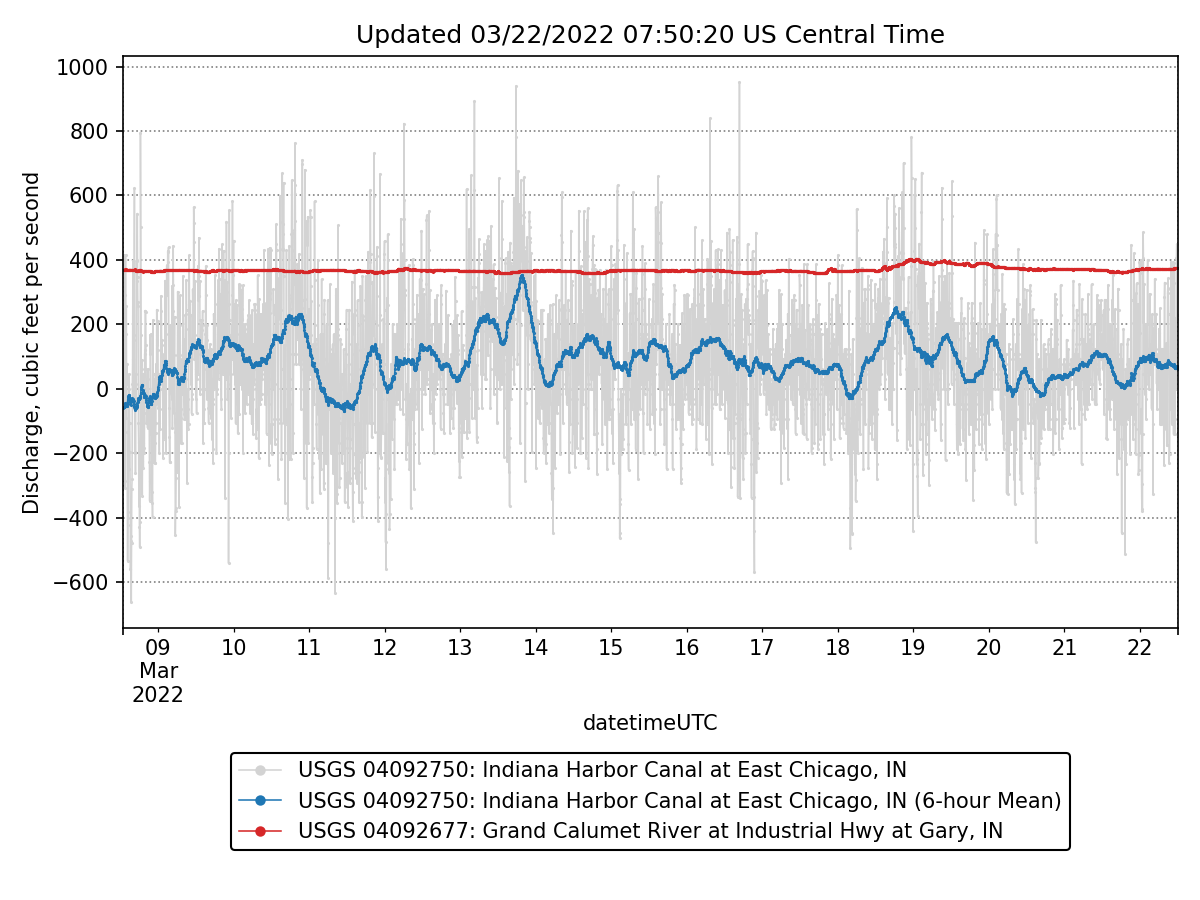 Updated 03/22/2022 07:50:20 US Central Time
Discharge, cubic feet per second
1000
800
600
400
200
0
−200
−400
−600
09 10 11 12 13 14 15 16 17 18 19 20 21 22
Mar
2022
datetimeUTC
USGS 04092750: Indiana Harbor Canal at East Chicago, IN
USGS 04092750: Indiana Harbor Canal at East Chicago, IN (6-hour Mean)
USGS 04092677: Grand Calumet River at Industrial Hwy at Gary, IN